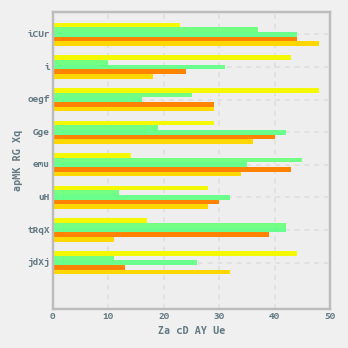 iCUr
i
oegf
Gge
emu
uH
tRqX
jdXj
apMK RG Xq
0 10 20 30 40 50
Za cD AY Ue